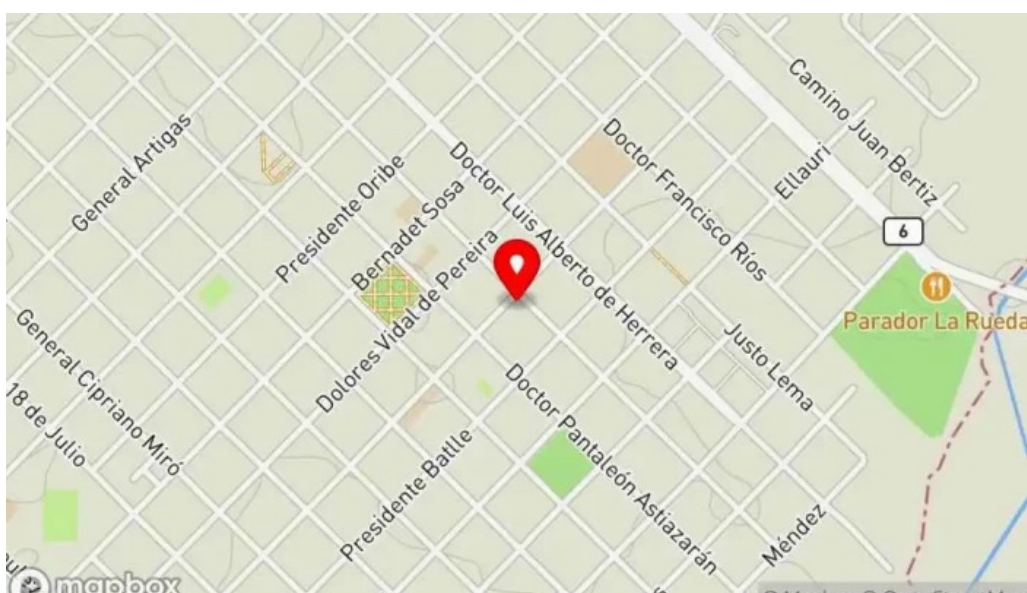 Camino Juan Bertiz
General Artigas
Doctor Francisco Ríos
Ellauri
Presidente Oribe
Bernadet Sosa
Doctor Luis Alberto de Herrera
6
Dolores Vidal de Pereira
Parador La Rueda
General Cipriano Miró
Justo Lema
18 de Julio
Doctor Pantaleón Astiazarán
Presidente Batlle
Méndez
mapbox